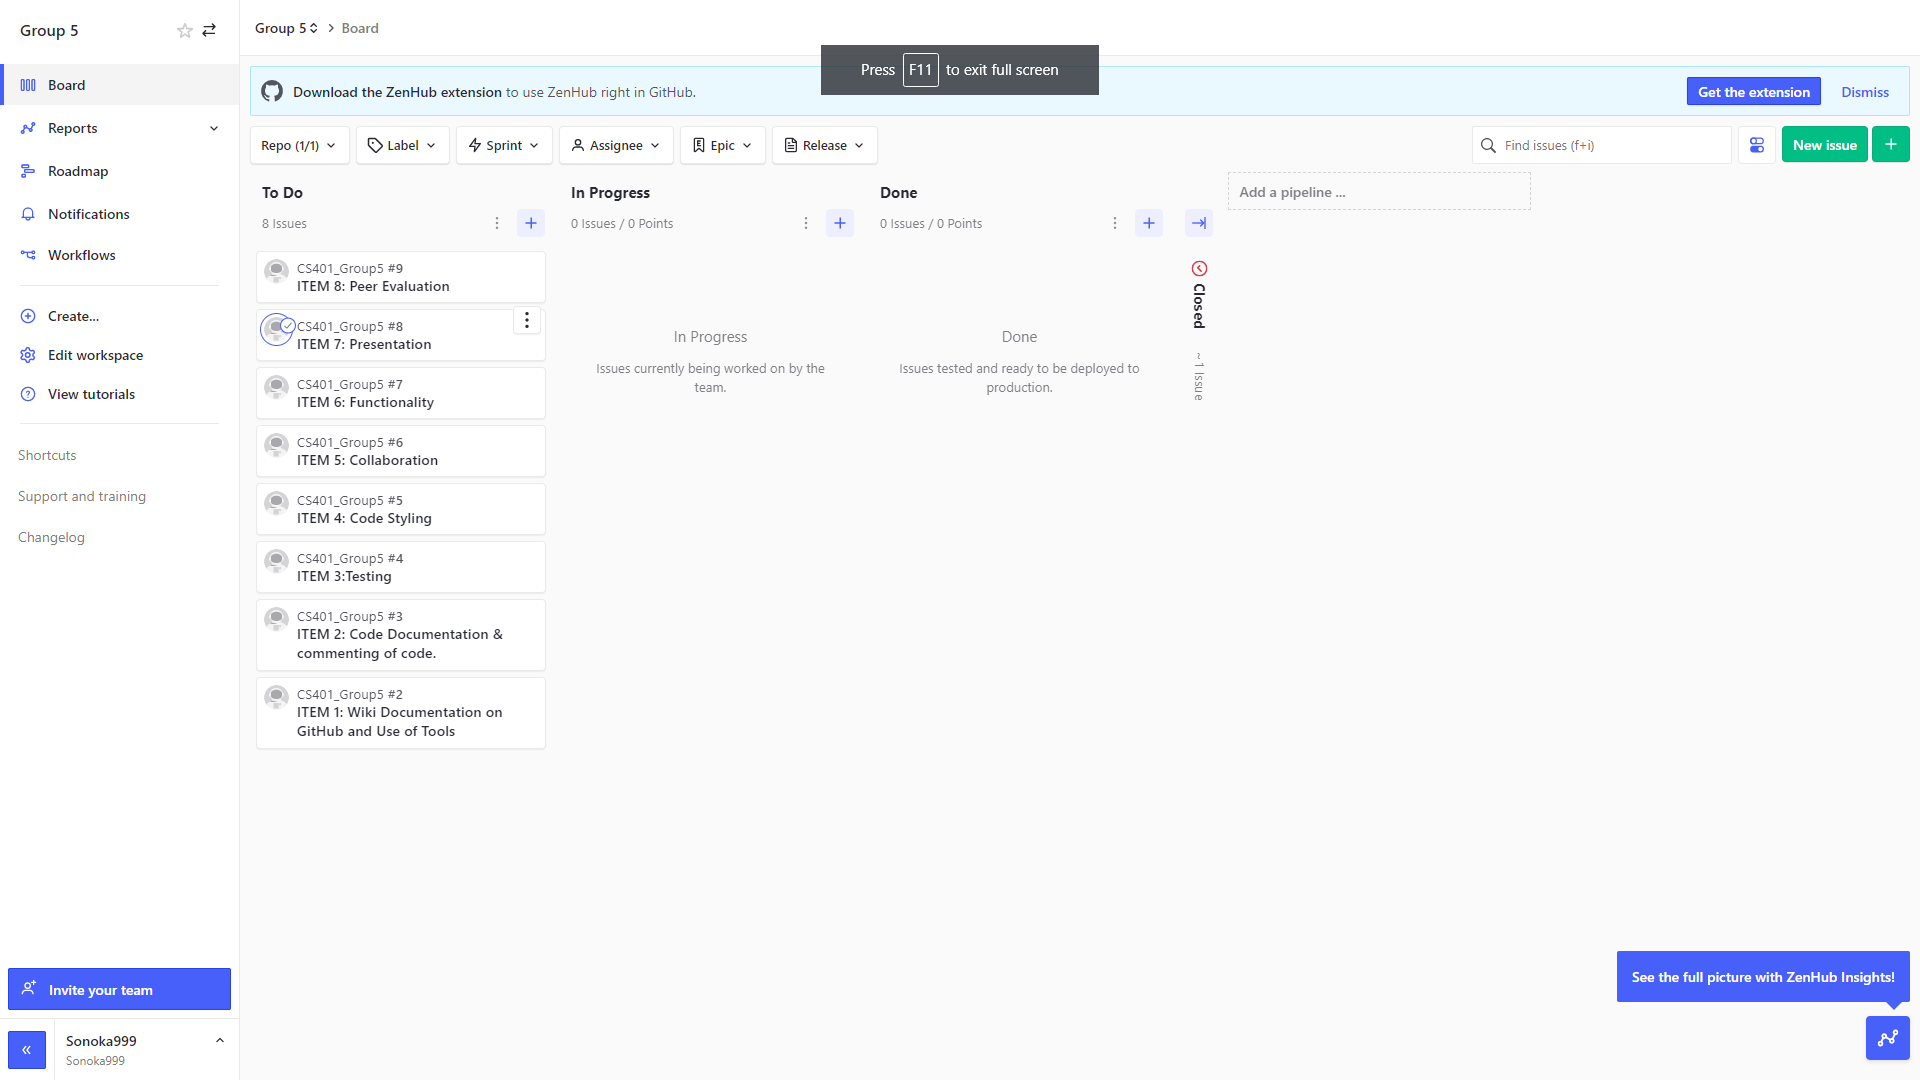 Group 5
Board
Reports
Roadmap
Notifications
Workflows
Create...
Edit workspace
View tutorials
Shortcuts
Support and training
Changelog
Invite your team
«
Sonoka999
Sonoka999
Group 5 > Board
Press F11 to exit full screen
Download the ZenHub extension to use ZenHub right in GitHub.
Get the extension
Dismiss
Repo (1/1)
Label
Sprint
Assignee
Epic
Release
Find issues (f+i)
New issue
+
To Do
8 Issues
CS401_Group5 #9
ITEM 8: Peer Evaluation
CS401_Group5 #8
ITEM 7: Presentation
CS401_Group5 #7
ITEM 6: Functionality
CS401_Group5 #6
ITEM 5: Collaboration
CS401_Group5 #5
ITEM 4: Code Styling
CS401_Group5 #4
ITEM 3:Testing
CS401_Group5 #3
ITEM 2: Code Documentation &
commenting of code.
CS401_Group5 #2
ITEM 1: Wiki Documentation on
GitHub and Use of Tools
In Progress
0 Issues / 0 Points
In Progress
Issues currently being worked on by the
team.
Done
0 Issues / 0 Points
Done
Issues tested and ready to be deployed to
production.
Closed
~ 1 Issue
Add a pipeline ...
See the full picture with ZenHub Insights!